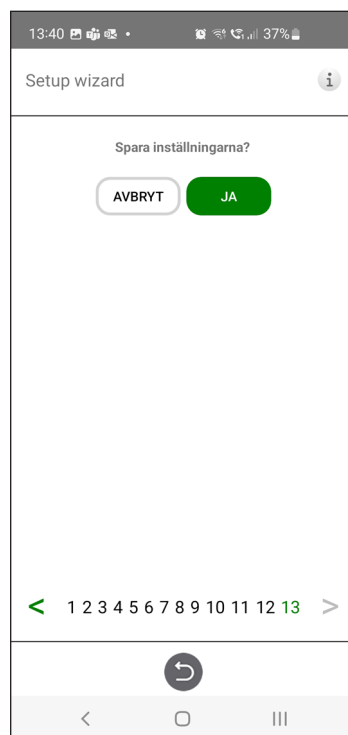 13:40 37%
Setup wizard i
Spara inställningarna?
AVBRYT JA
< 1 2 3 4 5 6 7 8 9 10 11 12 13 >